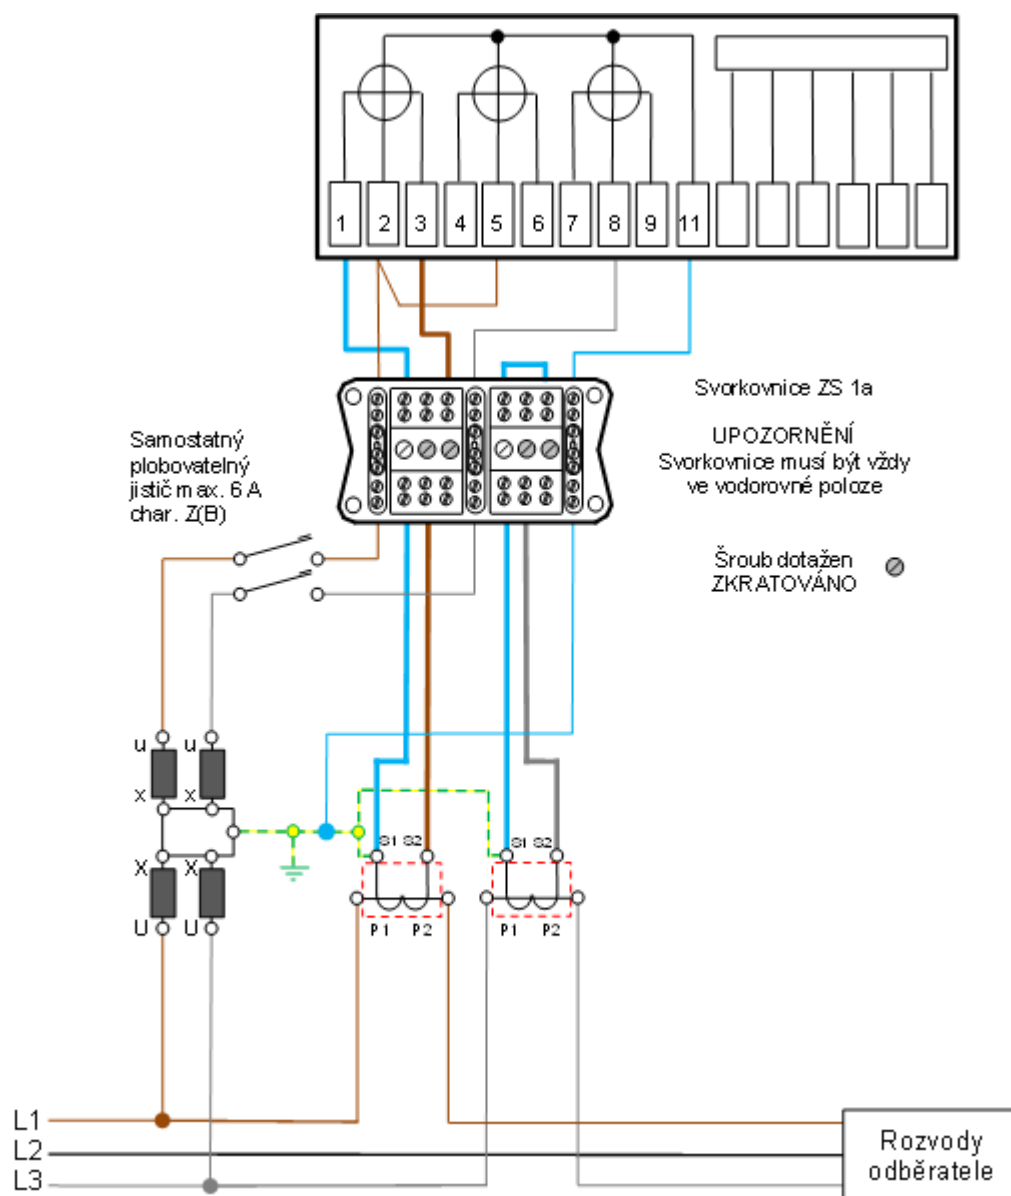 1 2 3 4 5 6 7 8 9 11
Svorkovnice ZS 1a
UPOZORNĚNÍ
Svorkovnice musí být vždy
ve vodorovné poloze
Samostatný
plobovatelný
jistič max. 6 A
char. Z(B)
Šroub dotažen
ZKRATOVÁNO
u u
X X
S1 S2 S1 S2
X X
U U
P1 P2 P1 P2
L1
L2
L3
Rozvody
odběratele